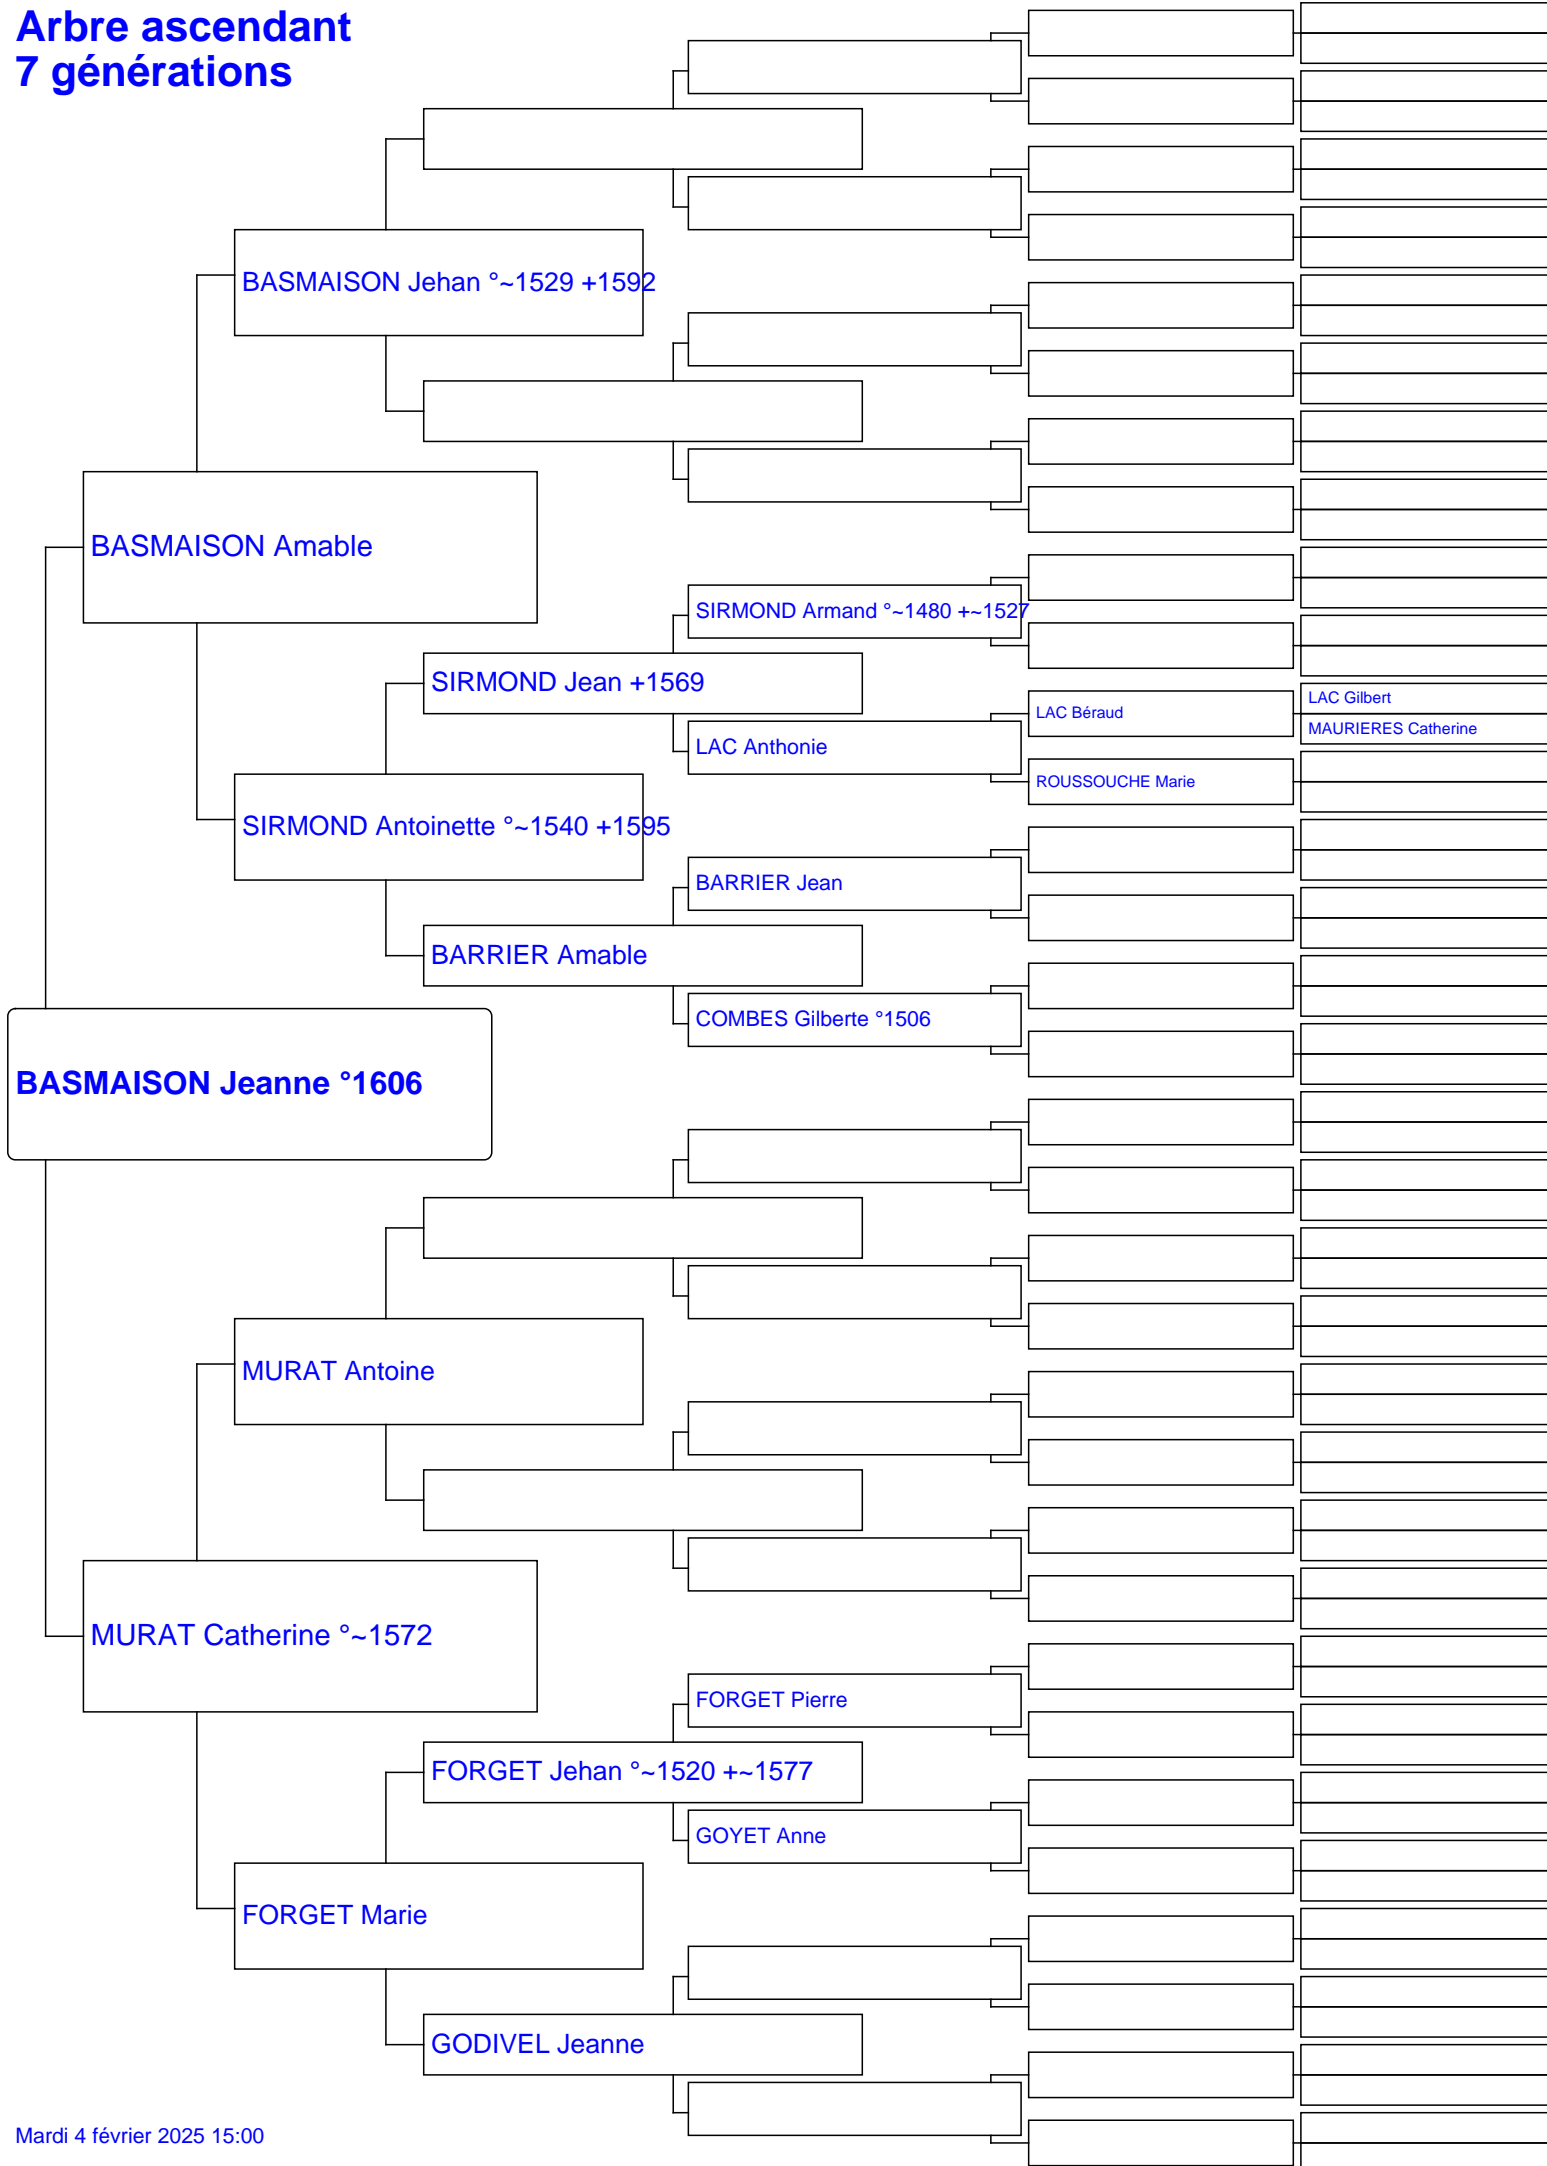 Arbre ascendant
7 générations
BASMAISON Jehan °~1529 +1592
BASMAISON Amable
SIRMOND Armand °~1480 +~1527
SIRMOND Jean +1569
LAC Gilbert
LAC Béraud
MAURIERES Catherine
LAC Anthonie
ROUSSOUCHE Marie
SIRMOND Antoinette °~1540 +1595
BARRIER Jean
BARRIER Amable
COMBES Gilberte °1506
BASMAISON Jeanne °1606
MURAT Antoine
MURAT Catherine °~1572
FORGET Pierre
FORGET Jehan °~1520 +~1577
GOYET Anne
FORGET Marie
GODIVEL Jeanne
Mardi 4 février 2025 15:00